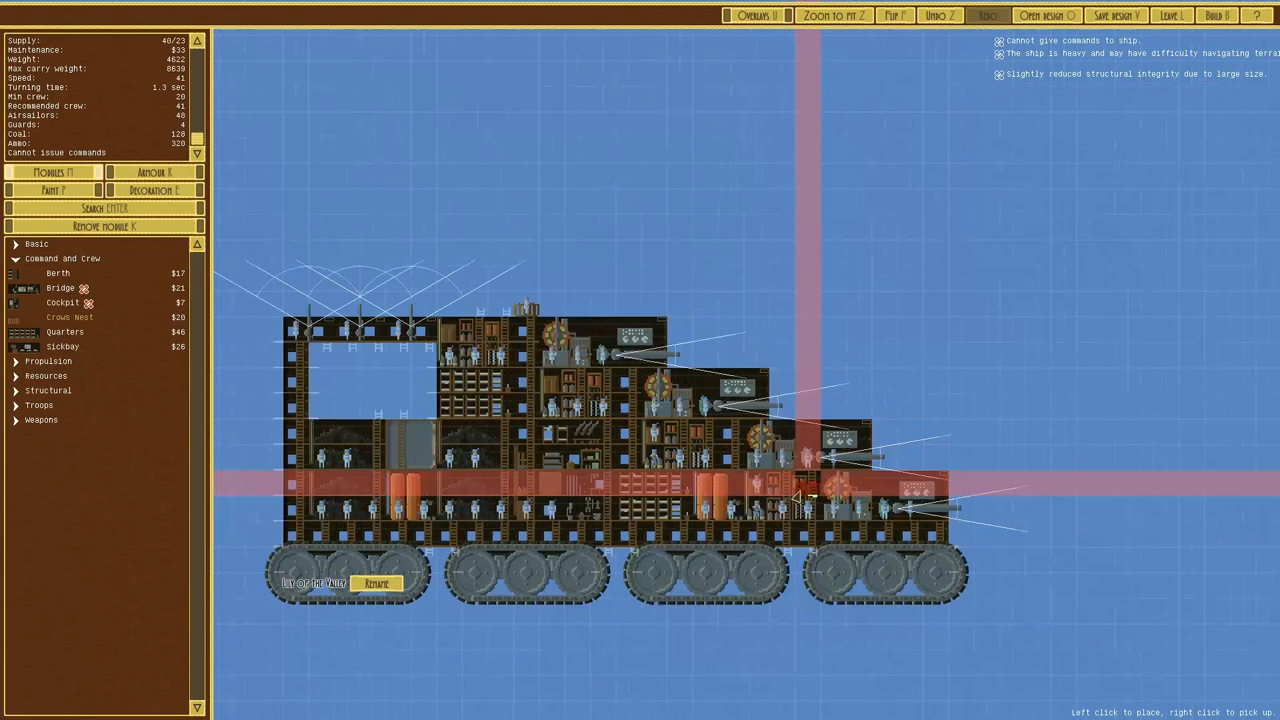 Overlays U
Zoom to fit Z
Flip F
Undo Z
Redo
Open design O
Save design V
Leave L
Build B
?
Supply: 40/23
Maintenance: $33
Weight: 4622
Max carry weight: 8639
Speed: 41
Turning time: 1.3 sec
Min crew: 20
Recommended crew: 41
Airsailors: 48
Guards: 4
Coal: 128
Ammo: 320
Cannot issue commands
Modules M
Armour R
Paint P
Decoration E
Search ENTER
Remove module K
Basic
Command and Crew
Berth $17
Bridge $21
Cockpit $7
Crows Nest $20
Quarters $46
Sickbay $26
Propulsion
Resources
Structural
Troops
Weapons
Cannot give commands to ship.
The ship is heavy and may have difficulty navigating terrai
Slightly reduced structural integrity due to large size.
Lily of the Valley
Rename
Left click to place, right click to pick up.